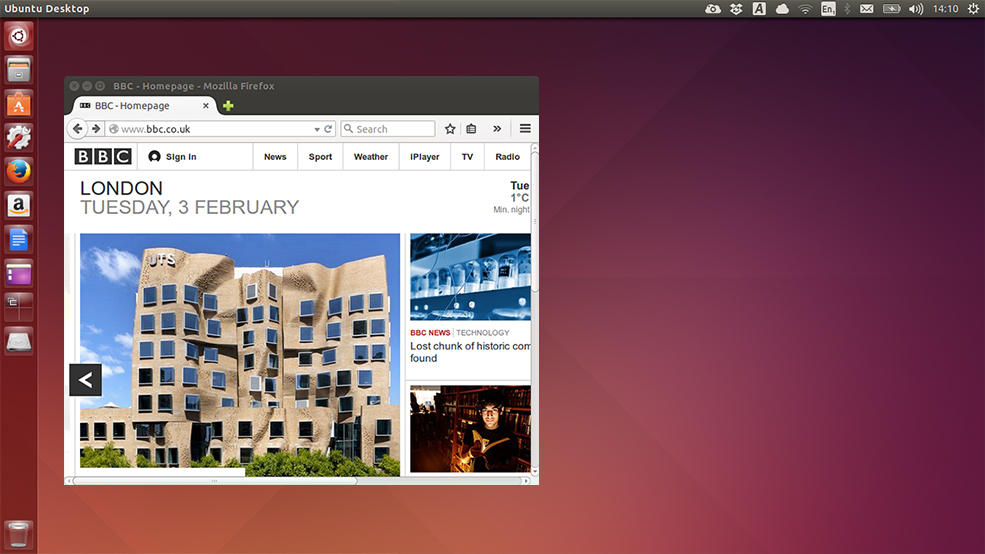 Ubuntu Desktop
A
En
14:10
BBC - Homepage - Mozilla Firefox
BBC - Homepage
www.bbc.co.uk
Search
BBC
Sign In
News
Sport
Weather
iPlayer
TV
Radio
LONDON
TUESDAY, 3 FEBRUARY
Tue
1°C
Min. night
UTS
BBC NEWS
TECHNOLOGY
Lost chunk of historic com
found